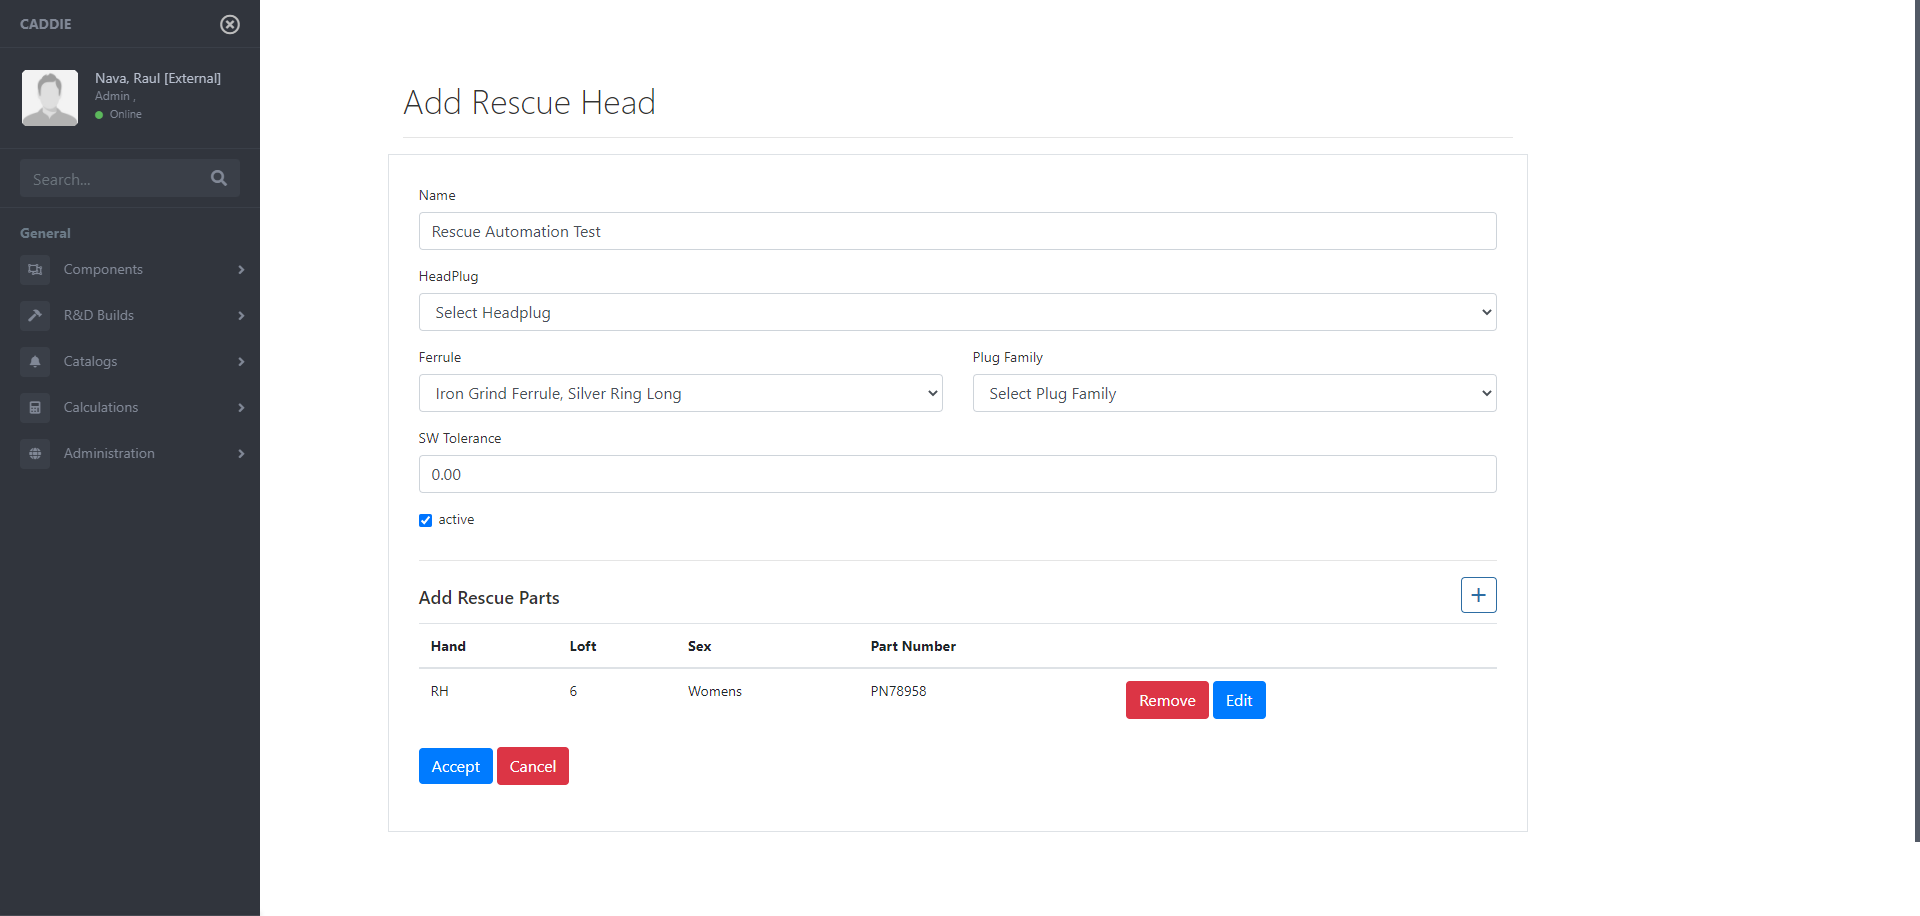 CADDIE
Nava, Raul [External]
Admin ,
Online
Search...
General
Components
R&D Builds
Catalogs
Calculations
Administration
Add Rescue Head
Name
Rescue Automation Test
HeadPlug
Select Headplug
Ferrule
Plug Family
Iron Grind Ferrule, Silver Ring Long
Select Plug Family
SW Tolerance
0.00
active
Add Rescue Parts
Hand Loft Sex Part Number
RH 6 Womens PN78958 Remove Edit
Accept Cancel